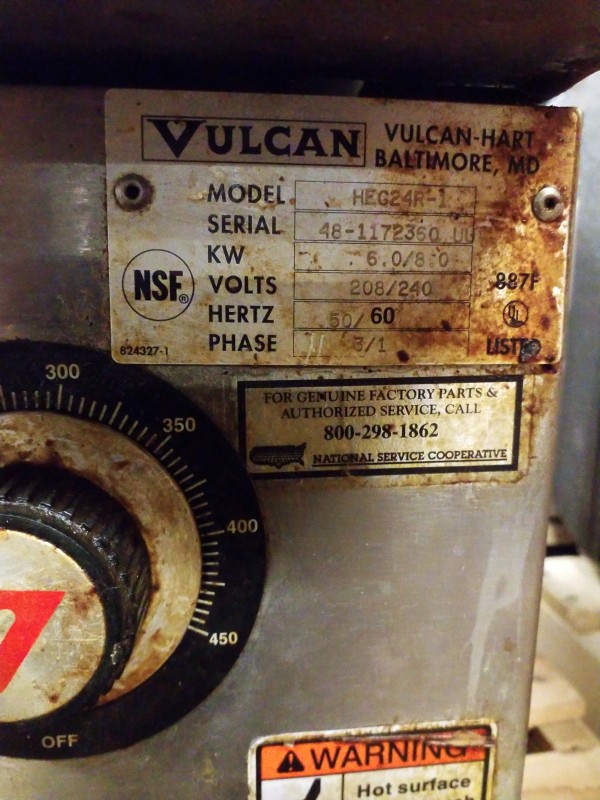 VULCAN
VULCAN-HART
BALTIMORE, MD
MODEL HEG24R-1
SERIAL 48-1172360 UU
KW 6.0/8.0
VOLTS 208/240
HERTZ 50/60
PHASE 3/1
NSF®
887F
UL
LISTED
824327-1
FOR GENUINE FACTORY PARTS &
AUTHORIZED SERVICE, CALL
800-298-1862
NATIONAL SERVICE COOPERATIVE
300
350
400
450
OFF
WARNING
Hot surface